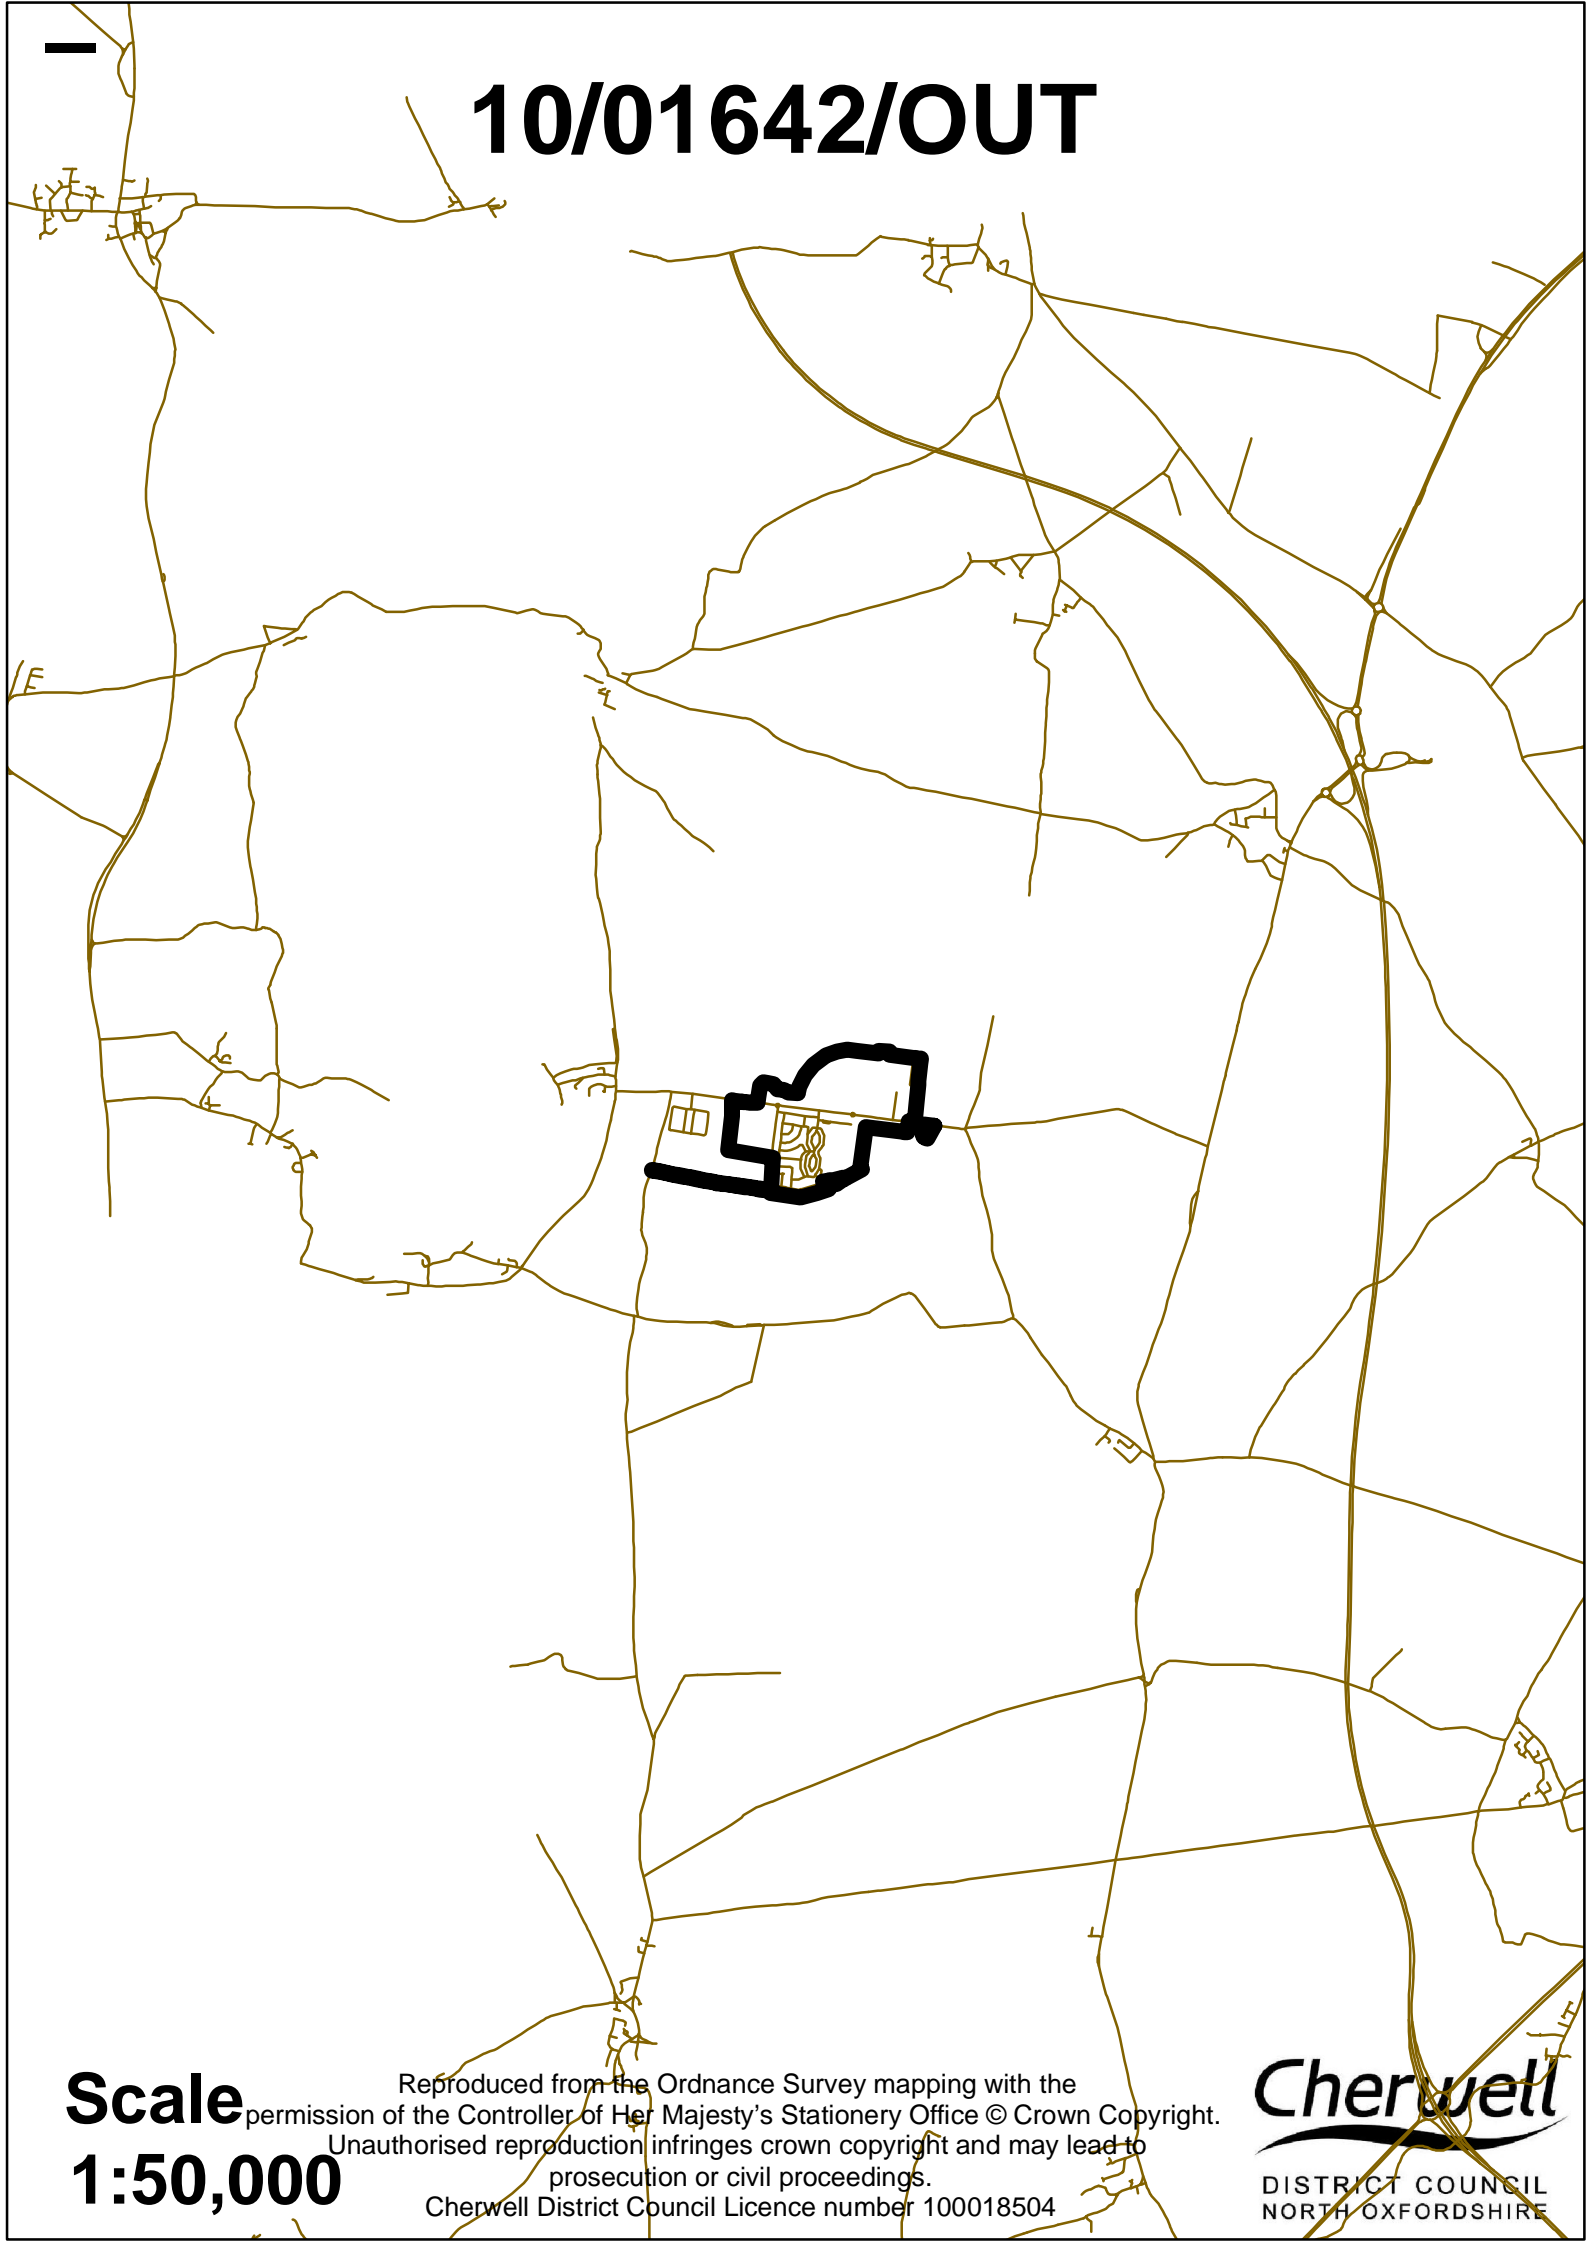 10/01642/OUT
Scale
1:50,000
Reproduced from the Ordnance Survey mapping with the
permission of the Controller of Her Majesty's Stationery Office © Crown Copyright.
Unauthorised reproduction infringes crown copyright and may lead to
prosecution or civil proceedings.
Cherwell District Council Licence number 100018504
Cherwell
DISTRICT COUNCIL
NORTH OXFORDSHIRE